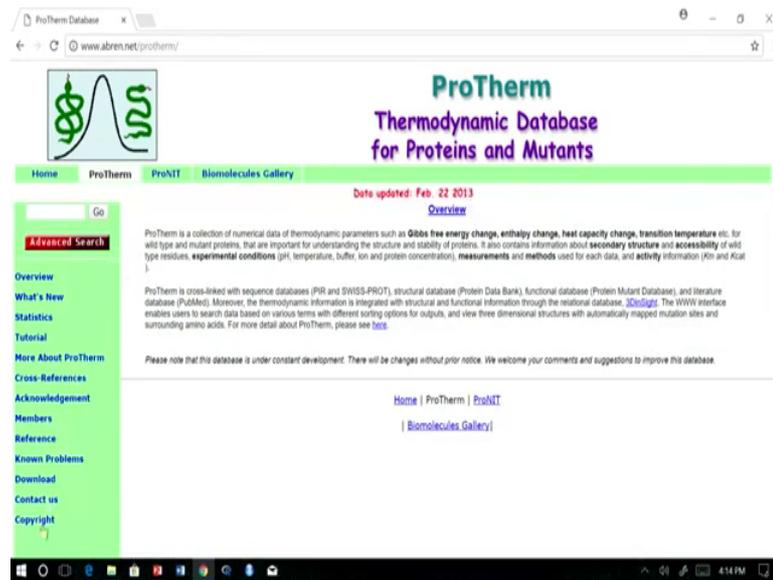 ProTherm Database
www.abren.net/protherm/
ProTherm
Thermodynamic Database
for Proteins and Mutants
Home ProTherm ProNIT Biomolecules Gallery
Data updated: Feb. 22 2013
Overview
Go
Advanced Search
Overview
What's New
Statistics
Tutorial
More About ProTherm
Cross-References
Acknowledgement
Members
Reference
Known Problems
Download
Contact us
Copyright
ProTherm is a collection of numerical data of thermodynamic parameters such as Gibbs free energy change, enthalpy change, heat capacity change, transition temperature etc. for
wild type and mutant proteins, that are important for understanding the structure and stability of proteins. It also contains information about secondary structure and accessibility of wild
type residues, experimental conditions (pH, temperature, buffer, ion and protein concentration), measurements and methods used for each data, and activity information (Km and Kcat
).
ProTherm is cross-linked with sequence databases (PIR and SWISS-PROT), structural database (Protein Data Bank), functional database (Protein Mutant Database), and literature
database (PubMed). Moreover, the thermodynamic information is integrated with structural and functional information through the relational database, 3DinSight. The WWW interface
enables users to search data based on various terms with different sorting options for outputs, and view three dimensional structures with automatically mapped mutation sites and
surrounding amino acids. For more detail about ProTherm, please see here.
Please note that this database is under constant development. There will be changes without prior notice. We welcome your comments and suggestions to improve this database.
Home | ProTherm | ProNIT
| Biomolecules Gallery|
4:14 PM